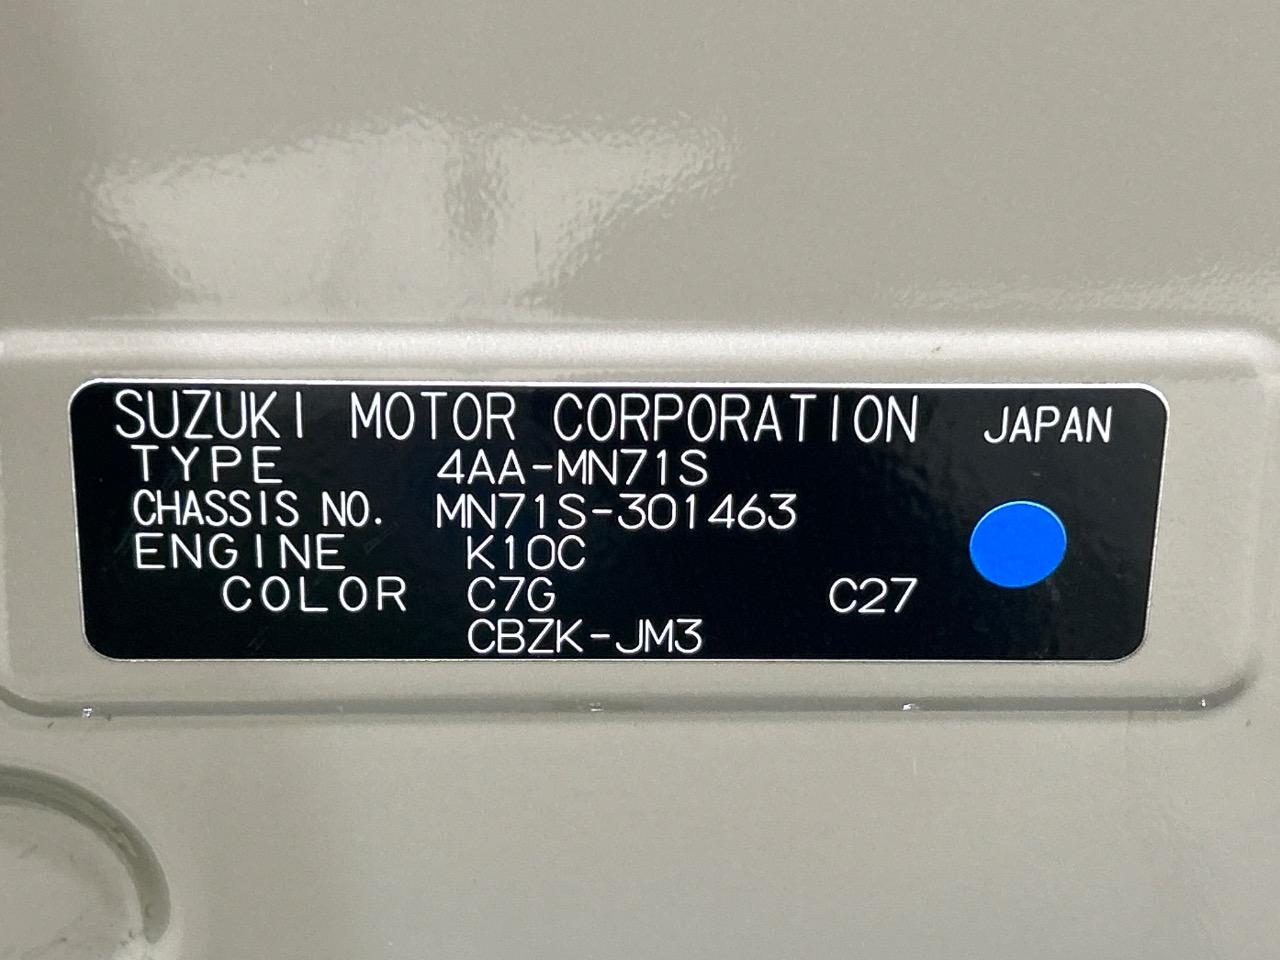 SUZUKI MOTOR CORPORATION JAPAN
TYPE 4AA-MN71S
CHASSIS NO. MN71S-301463
ENGINE K10C
COLOR C7G C27
CBZK-JM3